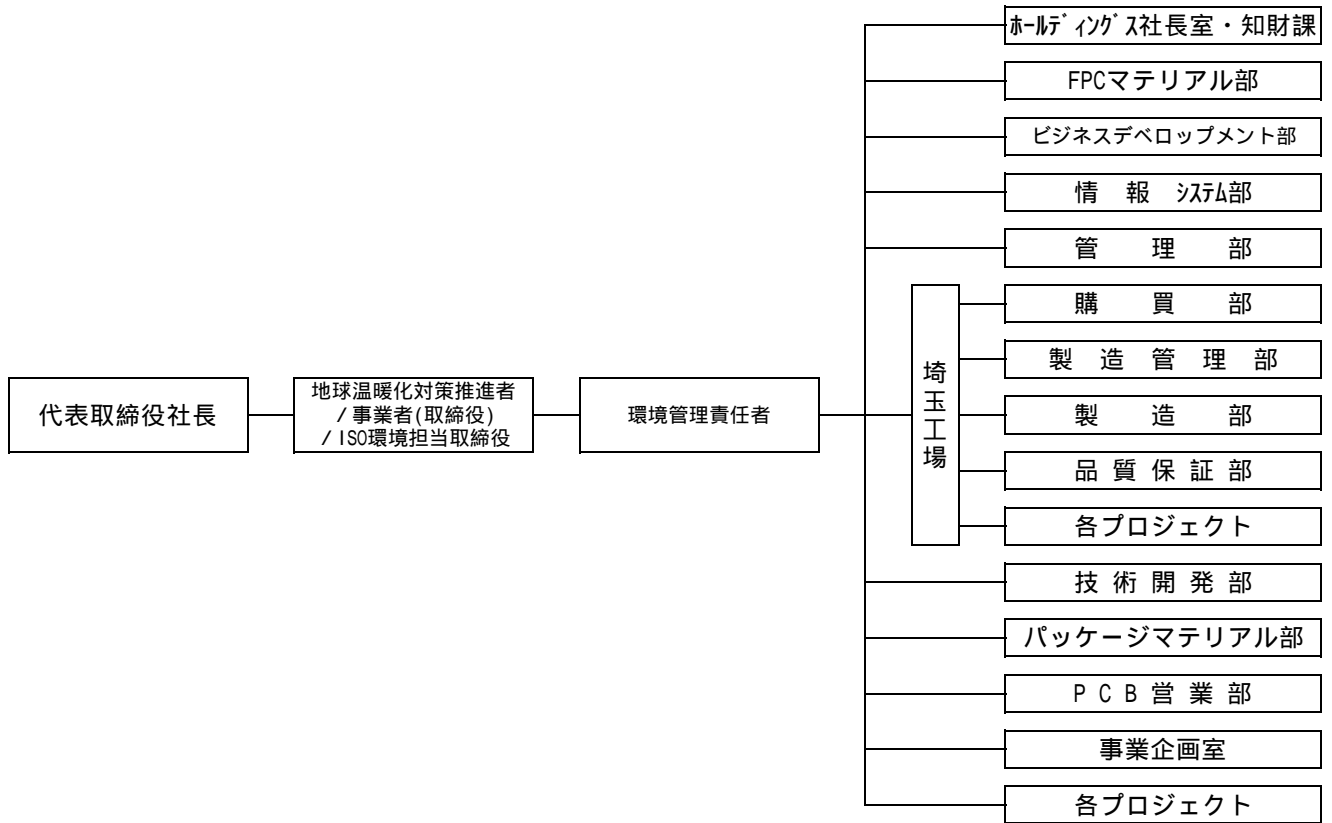 代表取締役社長
地球温暖化対策推進者
/事業者(取締役)
/ISO環境担当取締役
環境管理責任者
ﾎｰﾙﾃﾞｨﾝｸﾞｽ社長室・知財課
FPCマテリアル部
ビジネスデベロップメント部
情 報 ｼｽﾃﾑ部
管 理 部
埼玉工場
購 買 部
製 造 管 理 部
製 造 部
品 質 保 証 部
各プロジェクト
技 術 開 発 部
パッケージマテリアル部
P C B 営 業 部
事業企画室
各プロジェクト